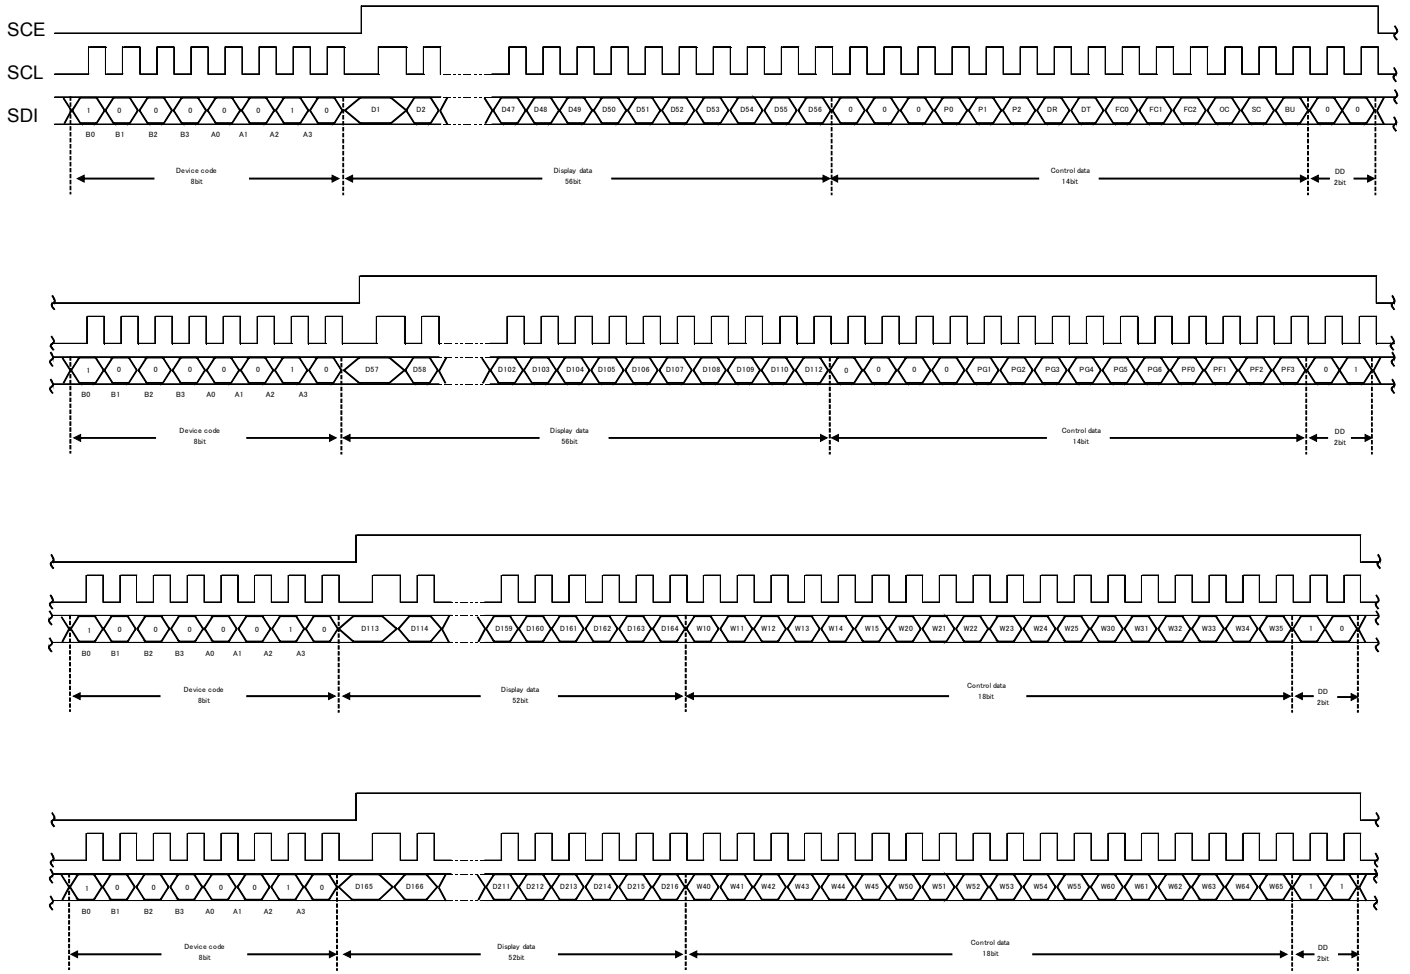 SCE
SCL
SDI
1 0 0 0 0 0 1 0 D1 D2 D47 D48 D49 D50 D51 D52 D53 D54 D55 D56 0 0 0 P0 P1 P2 DR DT FC0 FC1 FC2 OC SC BU 0 0
B0 B1 B2 B3 A0 A1 A2 A3
Device code Display data Control data DD
8bit 56bit 14bit 2bit
1 0 0 0 0 0 1 0 D57 D58 D102 D103 D104 D105 D106 D107 D108 D109 D110 D112 0 0 0 0 PG1 PG2 PG3 PG4 PG5 PG6 PF0 PF1 PF2 PF3 0 1
B0 B1 B2 B3 A0 A1 A2 A3
Device code Display data Control data DD
8bit 56bit 14bit 2bit
1 0 0 0 0 0 1 0 D113 D114 D159 D160 D161 D162 D163 D164 W10 W11 W12 W13 W14 W15 W20 W21 W22 W23 W24 W25 W30 W31 W32 W33 W34 W35 1 0
B0 B1 B2 B3 A0 A1 A2 A3
Device code Display data Control data DD
8bit 52bit 18bit 2bit
1 0 0 0 0 0 1 0 D165 D166 D211 D212 D213 D214 D215 D216 W40 W41 W42 W43 W44 W45 W50 W51 W52 W53 W54 W55 W60 W61 W62 W63 W64 W65 1 1
B0 B1 B2 B3 A0 A1 A2 A3
Device code Display data Control data DD
8bit 52bit 18bit 2bit